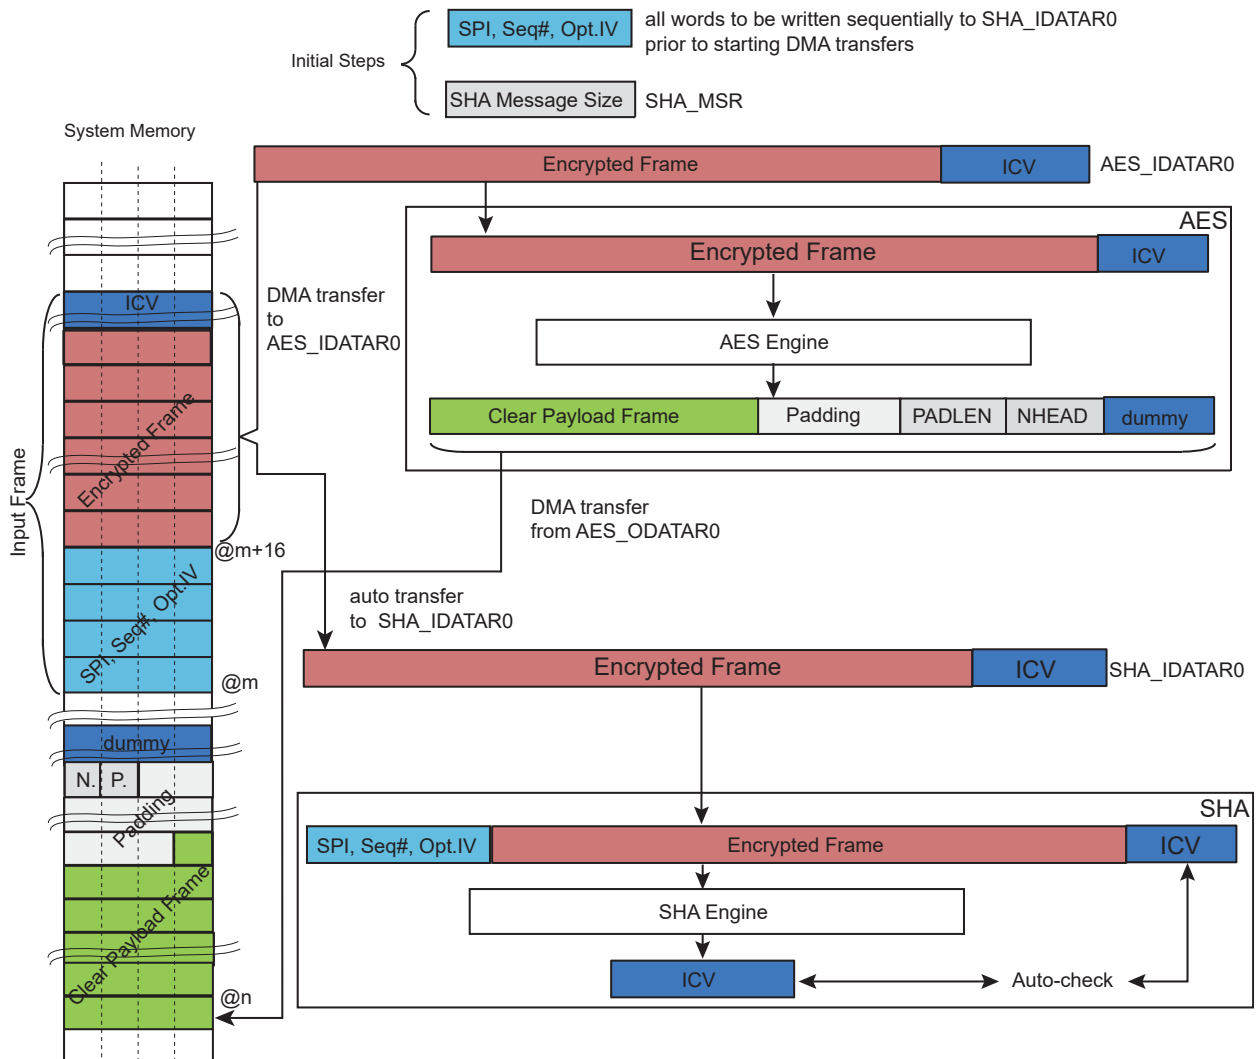 SPI, Seq#, Opt.IV
all words to be written sequentially to SHA_IDATAR0
prior to starting DMA transfers
Initial Steps
SHA Message Size
SHA_MSR
System Memory
Encrypted Frame
ICV
AES_IDATAR0
AES
Encrypted Frame
ICV
ICV
DMA transfer
to
AES_IDATAR0
AES Engine
Clear Payload Frame
Padding
PADLEN
NHEAD
dummy
Input Frame
Encrypted Frame
DMA transfer
from AES_ODATAR0
@m+16
SPI, Seq#, Opt.IV
auto transfer
to SHA_IDATAR0
Encrypted Frame
ICV
SHA_IDATAR0
@m
dummy
N.
P.
Padding
SHA
SPI, Seq#, Opt.IV
Encrypted Frame
ICV
SHA Engine
Clear Payload Frame
ICV
Auto-check
@n